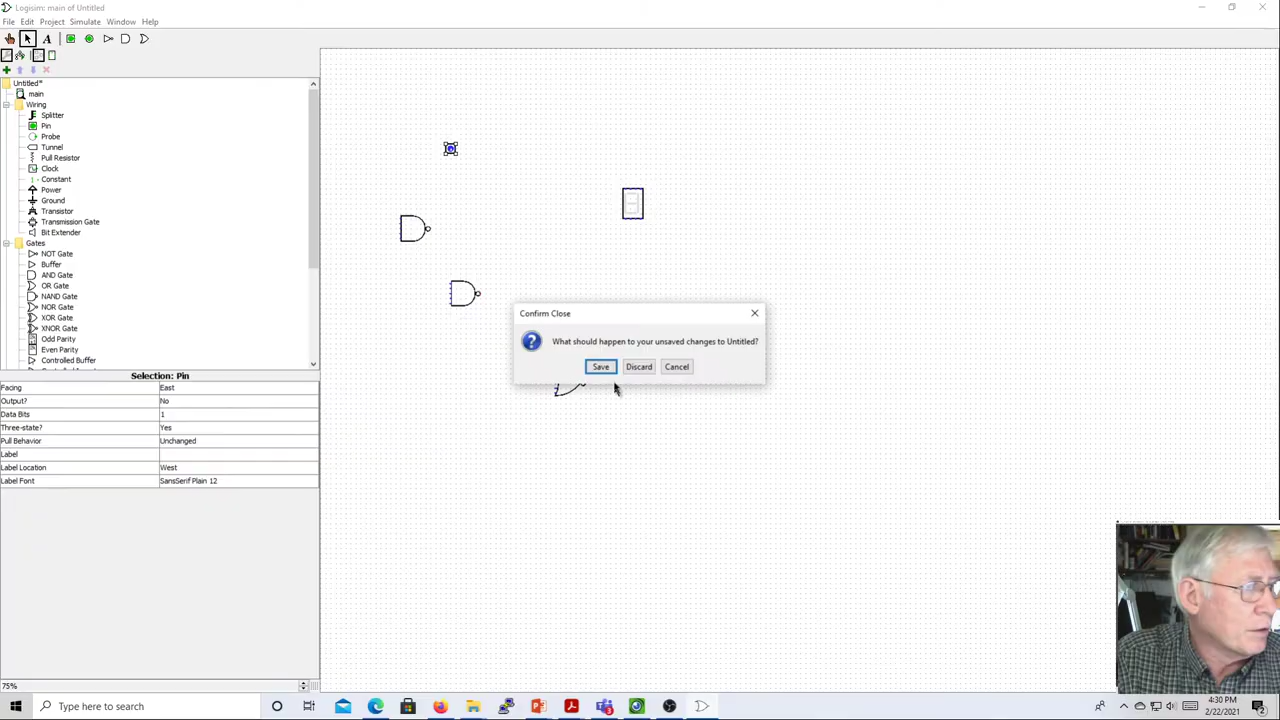 Logisim: main of Untitled
File Edit Project Simulate Window Help
A
Untitled*
main
Wiring
Splitter
Pin
Probe
Tunnel
Pull Resistor
Clock
1 Constant
Power
Ground
Transistor
Transmission Gate
Bit Extender
Gates
NOT Gate
Buffer
AND Gate
OR Gate
NAND Gate
NOR Gate
XOR Gate
XNOR Gate
Odd Parity
Even Parity
Controlled Buffer
Selection: Pin
Facing East
Output? No
Data Bits 1
Three-state? Yes
Pull Behavior Unchanged
Label
Label Location West
Label Font SansSerif Plain 12
75%
Confirm Close
What should happen to your unsaved changes to Untitled?
Save Discard Cancel
Type here to search
4:30 PM
2/22/2021
2